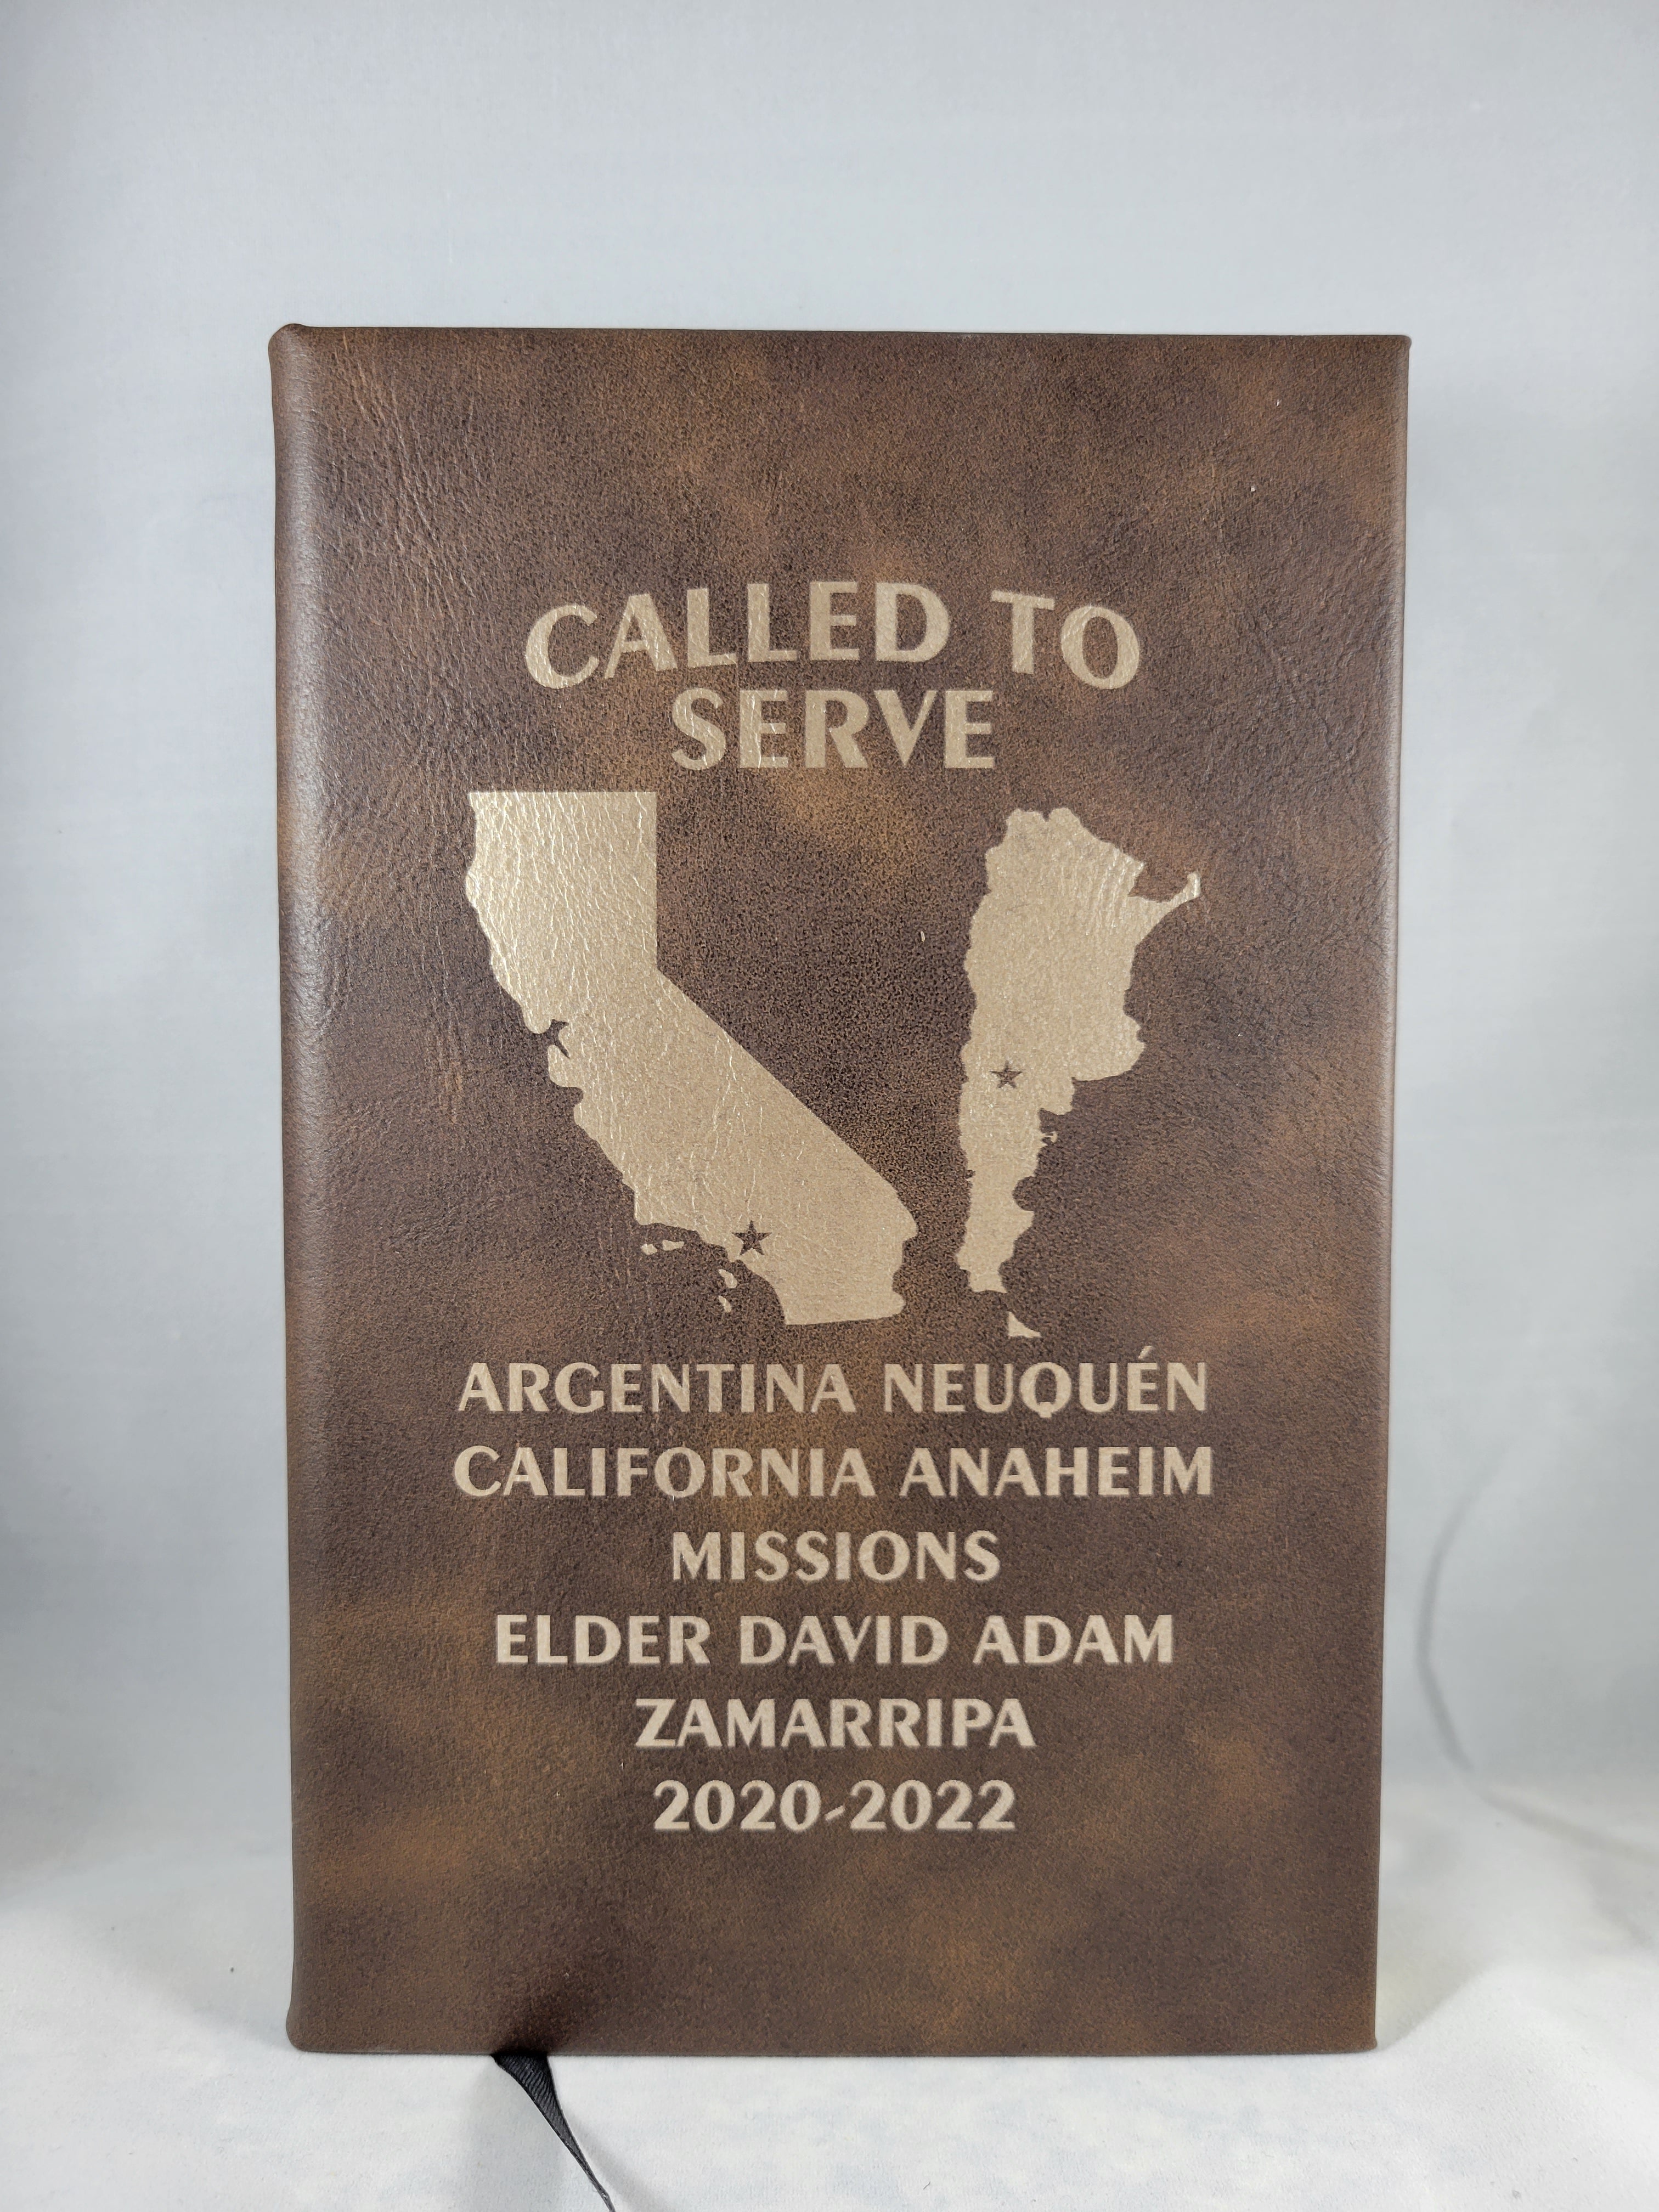 CALLED TO
SERVE
ARGENTINA NEUQUÉN
CALIFORNIA ANAHEIM
MISSIONS
ELDER DAVID ADAM
ZAMARRIPA
2020-2022